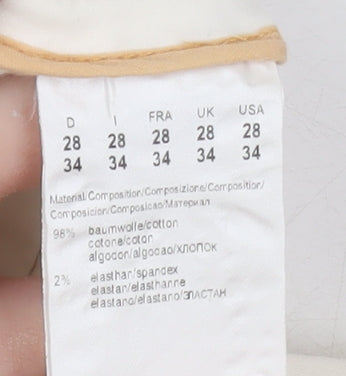 D I FRA UK USA
28 28 28 28 28
34 34 34 34 34
Material Composition/Composizione/Composition/
Composicion/Composicao/Материал
98% baumwolle/cotton
cotone/coton
algodon/algodao/ХЛОПОК
2% elasthan/spandex
elastan/elasthanne
elastano/elastano/ЭЛАСТАН